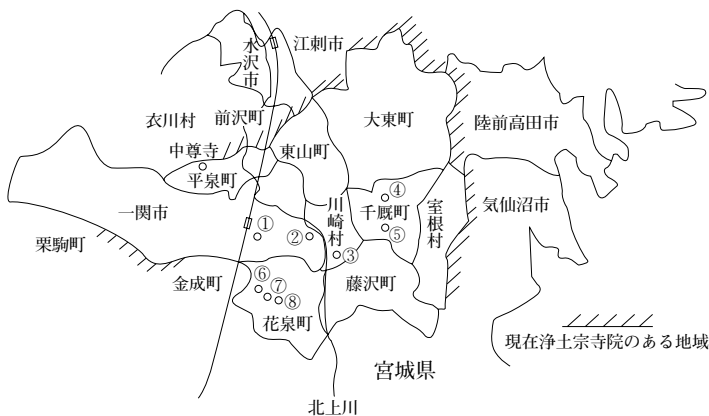 江刺市
水沢市
衣川村
前沢町
大東町
陸前高田市
中尊寺
東山町
平泉町
④
千厩町
⑤
室根村
気仙沼市
一関市
①
②
川崎村
③
栗駒町
金成町
⑥
⑦
⑧
花泉町
藤沢町
現在浄土宗寺院のある地域
宮城県
北上川